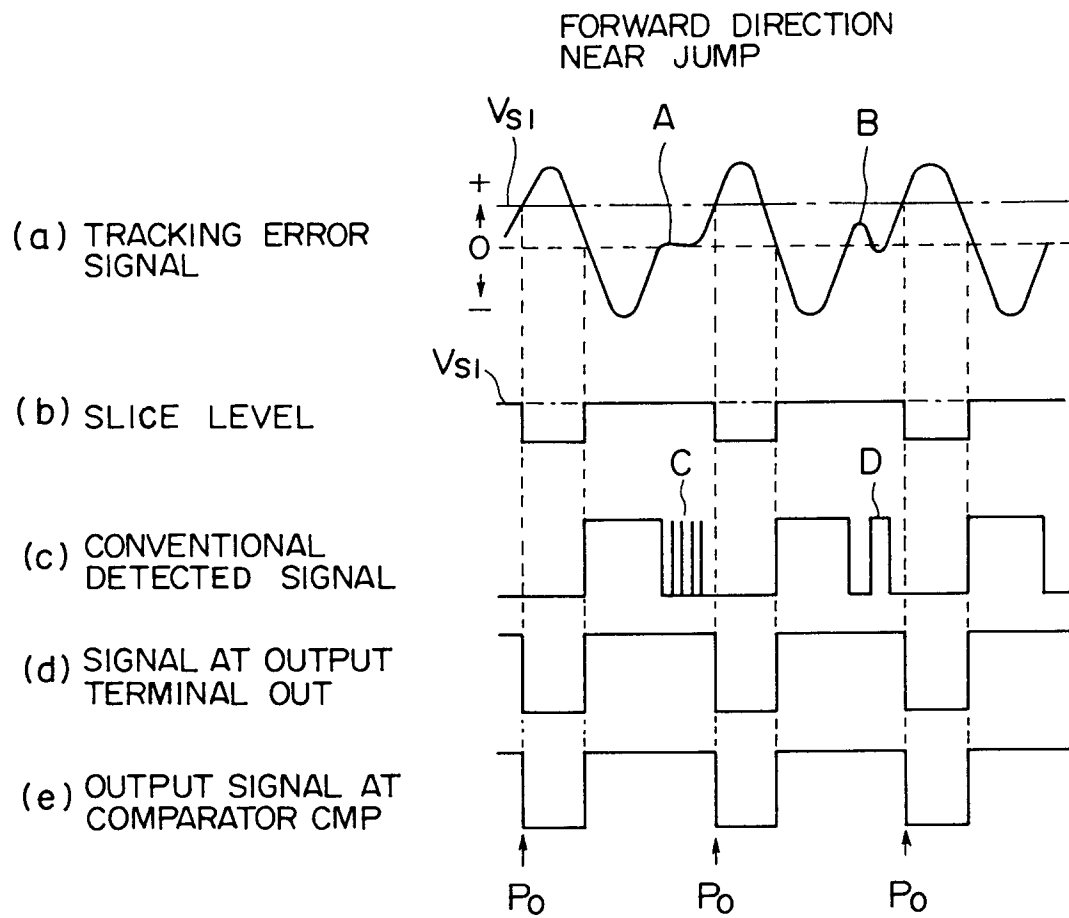 FORWARD DIRECTION
NEAR JUMP
VS1
A
B
+
0
−
(a) TRACKING ERROR
SIGNAL
VS1
(b) SLICE LEVEL
C
D
(c) CONVENTIONAL
DETECTED SIGNAL
(d) SIGNAL AT OUTPUT
TERMINAL OUT
(e) OUTPUT SIGNAL AT
COMPARATOR CMP
P0 P0 P0